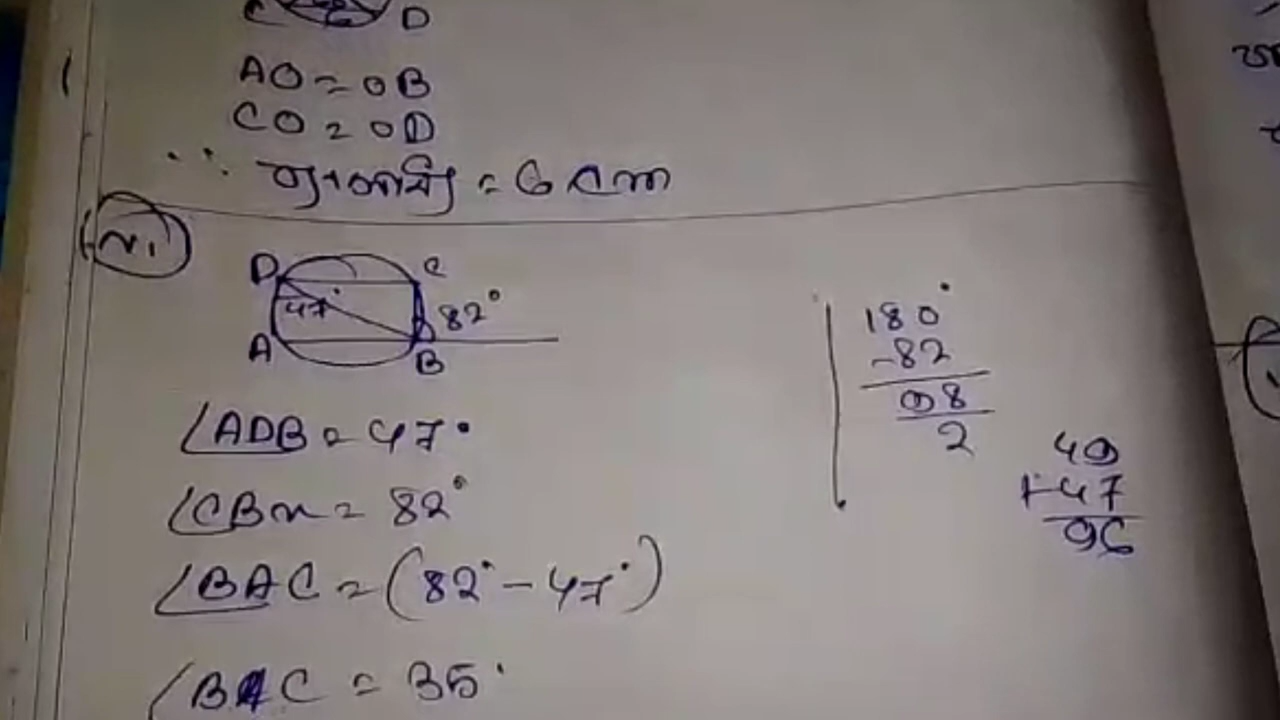 C D
AO = OB
CO = OD
∴ ব্যাসার্ধ = 6 cm
D C
47°
82°
A B
∠ADB = 47°
∠CBx = 82°
∠BAC = (82° - 47°)
∠BAC = 35°
180°
-82
98
2
49
+47
96